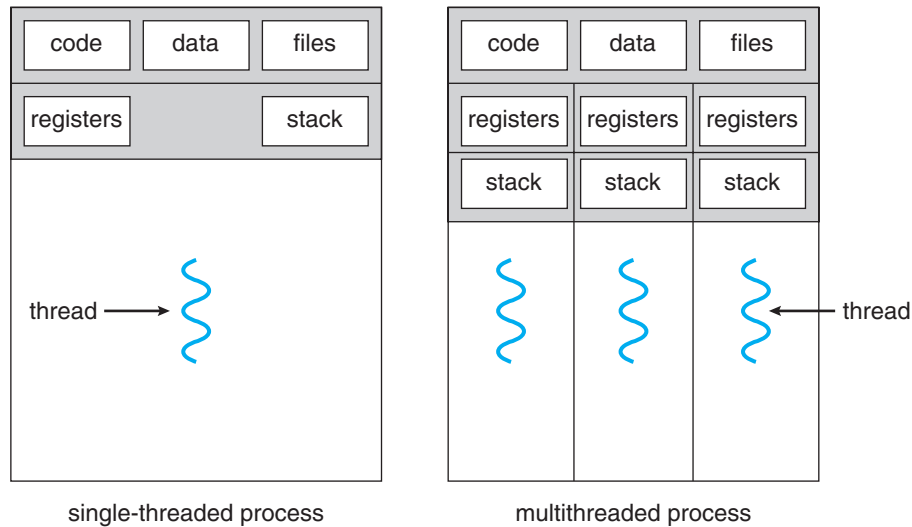 code data files
registers stack
thread
single-threaded process
code data files
registers registers registers
stack stack stack
thread
multithreaded process